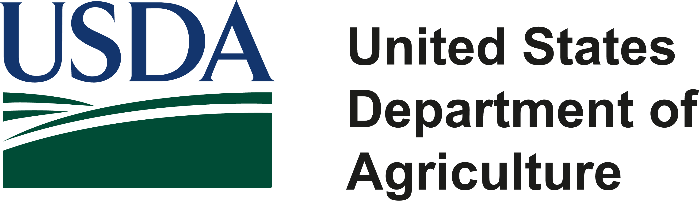 USDA
United States
Department of
Agriculture